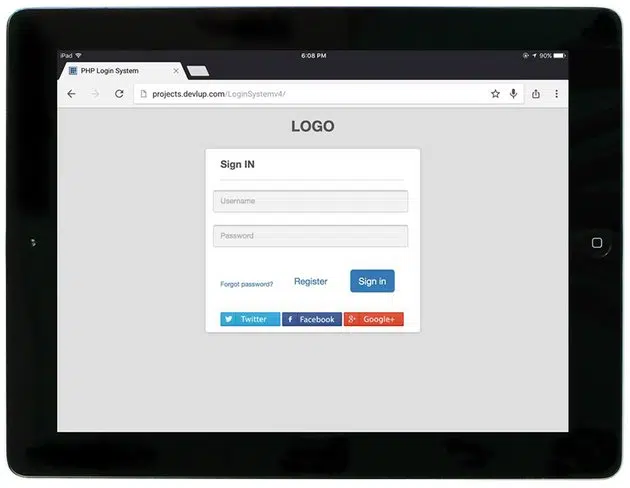 iPad 6:08 PM 90%
PHP Login System
projects.devlup.com/LoginSystemv4/
LOGO
Sign IN
Username
Password
Forgot password? Register Sign in
Twitter Facebook Google+